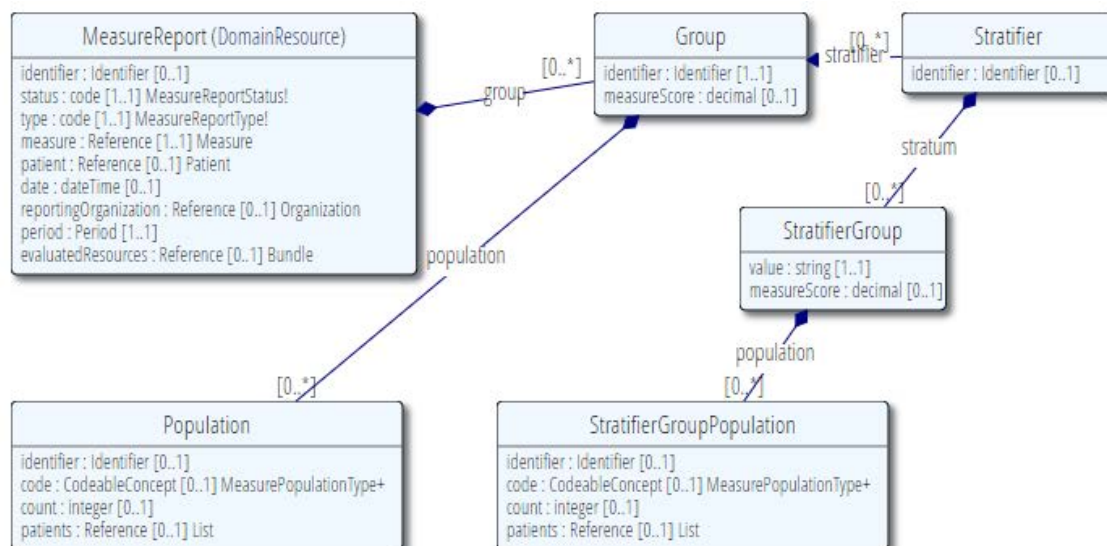 MeasureReport (DomainResource)
identifier : Identifier [0..1]
status : code [1..1] MeasureReportStatus!
type : code [1..1] MeasureReportType!
measure : Reference [1..1] Measure
patient : Reference [0..1] Patient
date : dateTime [0..1]
reportingOrganization : Reference [0..1] Organization
period : Period [1..1]
evaluatedResources : Reference [0..1] Bundle
[0..*]
group
Group
identifier : Identifier [1..1]
measureScore : decimal [0..1]
[0..*]
stratifier
Stratifier
identifier : Identifier [0..1]
stratum
[0..*]
StratifierGroup
value : string [1..1]
measureScore : decimal [0..1]
population
[0..*]
population
[0..*]
Population
identifier : Identifier [0..1]
code : CodeableConcept [0..1] MeasurePopulationType+
count : integer [0..1]
patients : Reference [0..1] List
StratifierGroupPopulation
identifier : Identifier [0..1]
code : CodeableConcept [0..1] MeasurePopulationType+
count : integer [0..1]
patients : Reference [0..1] List